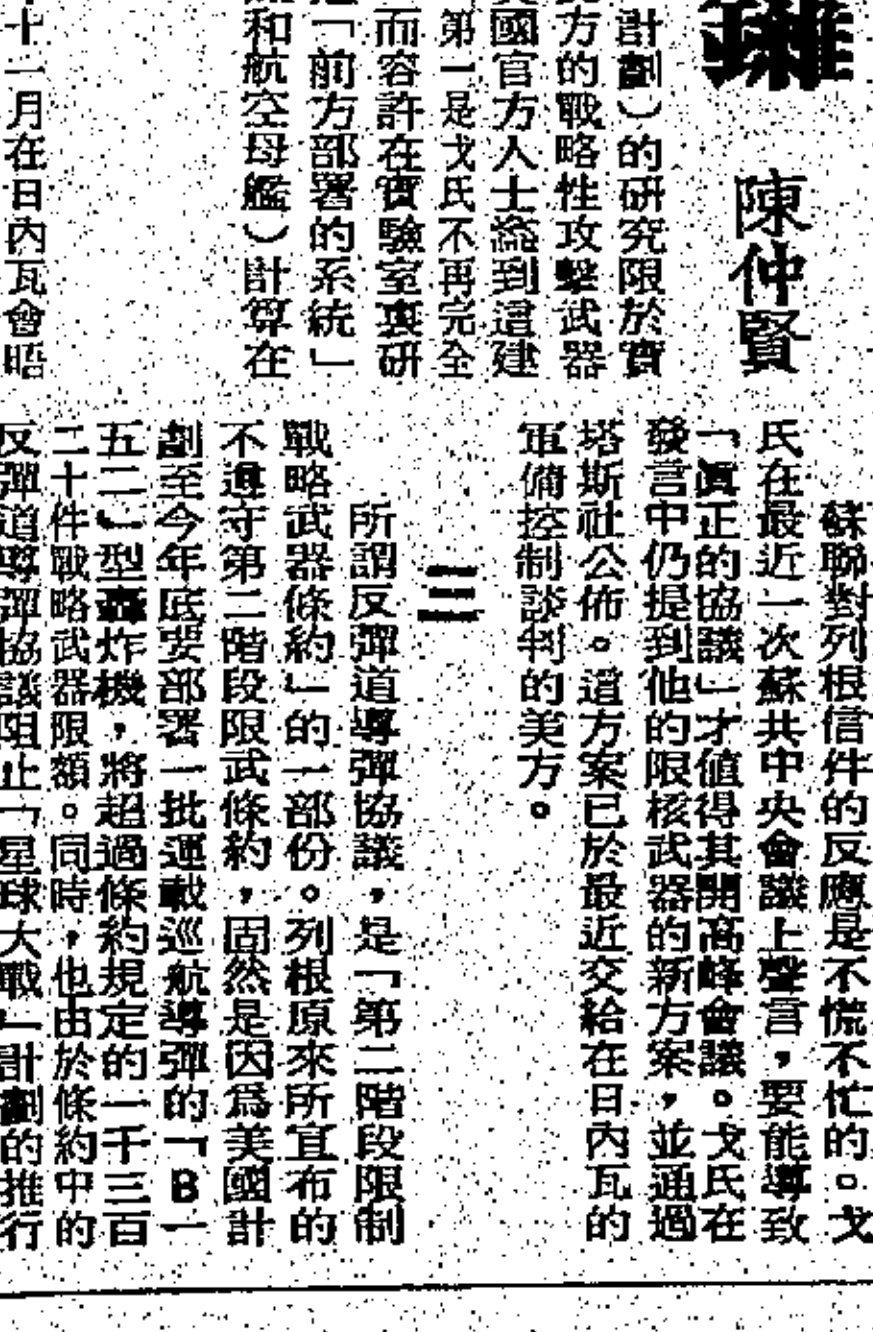 陳仲賢
計劃）的研究限於實
方的戰略性攻擊武器
國官方人士論到這建
第一是戈氏不再完全
而容許在實驗室裏研
「前方部署的系統」
和航空母艦）計算在
十一月在日內瓦會晤
蘇聯對列根信件的反應是不慌不忙的。戈
氏在最近一次蘇共中央會議上聲言，要能導致
「眞正的協議」才値得其開高峰會議。戈氏在
發言中仍提到他的限核武器的新方案，並通過
塔斯社公佈。這方案已於最近交給在日內瓦的
軍備控制談判的美方。
三
所謂反彈道導彈協議，是「第二階段限制
戰略武器條約」的一部份。列根原來所宣布的
不遵守第二階段限武條約，固然是因爲美國計
劃至今年底要部署一批運載巡航導彈的「B一
五二」型轟炸機，將超過條約規定的一千三百
二十件戰略武器限額。同時，也由於條約中的
反彈道導彈協議阻止「星球大戰」計劃的推行